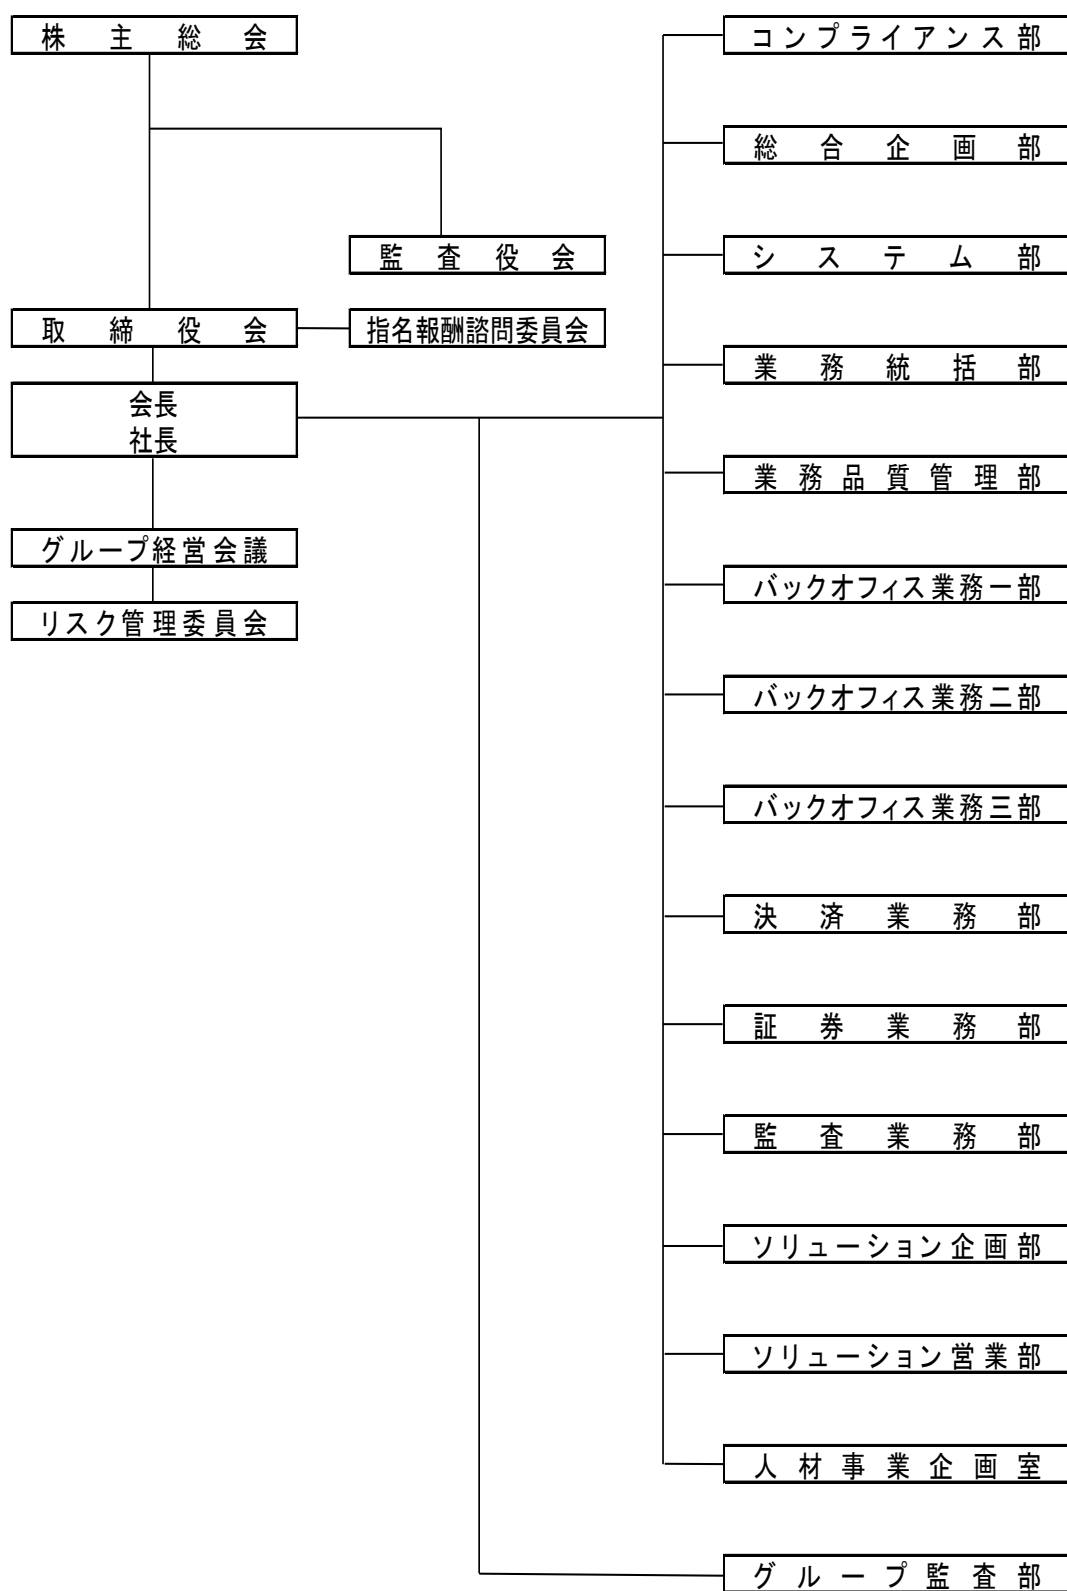 株主総会
監査役会
取締役会
指名報酬諮問委員会
会長
社長
グループ経営会議
リスク管理委員会
コンプライアンス部
総合企画部
システム部
業務統括部
業務品質管理部
バックオフィス業務一部
バックオフィス業務二部
バックオフィス業務三部
決済業務部
証券業務部
監査業務部
ソリューション企画部
ソリューション営業部
人材事業企画室
グループ監査部